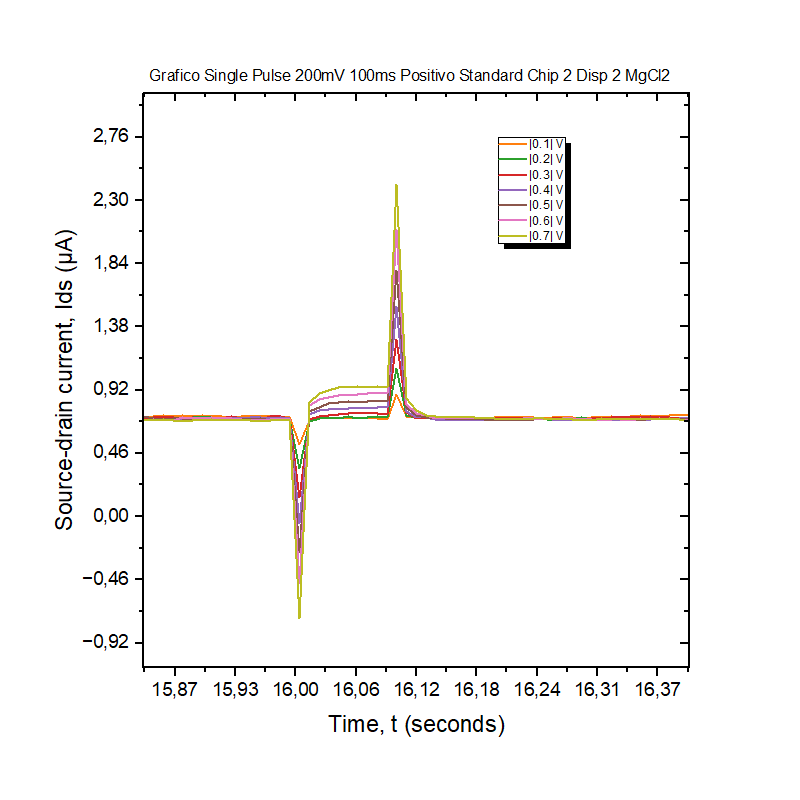 Grafico Single Pulse 200mV 100ms Positivo Standard Chip 2 Disp 2 MgCl2
|0.1| V
|0.2| V
|0.3| V
|0.4| V
|0.5| V
|0.6| V
|0.7| V
2,76
2,30
1,84
1,38
0,92
0,46
0,00
−0,46
−0,92
Source-drain current, Ids (µA)
15,87 15,93 16,00 16,06 16,12 16,18 16,24 16,31 16,37
Time, t (seconds)